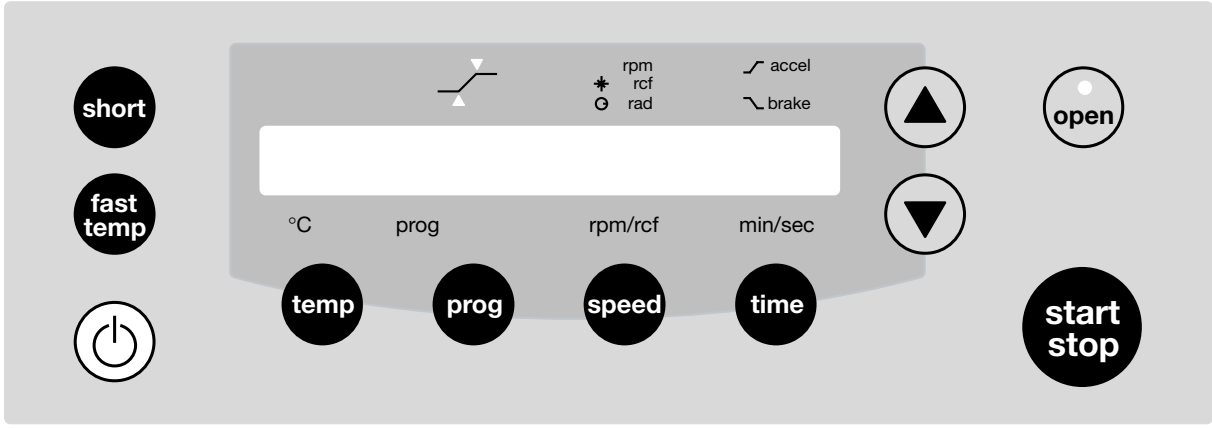 short
fast
temp
rpm
rcf
rad
accel
brake
open
°C
prog
rpm/rcf
min/sec
temp
prog
speed
time
start
stop